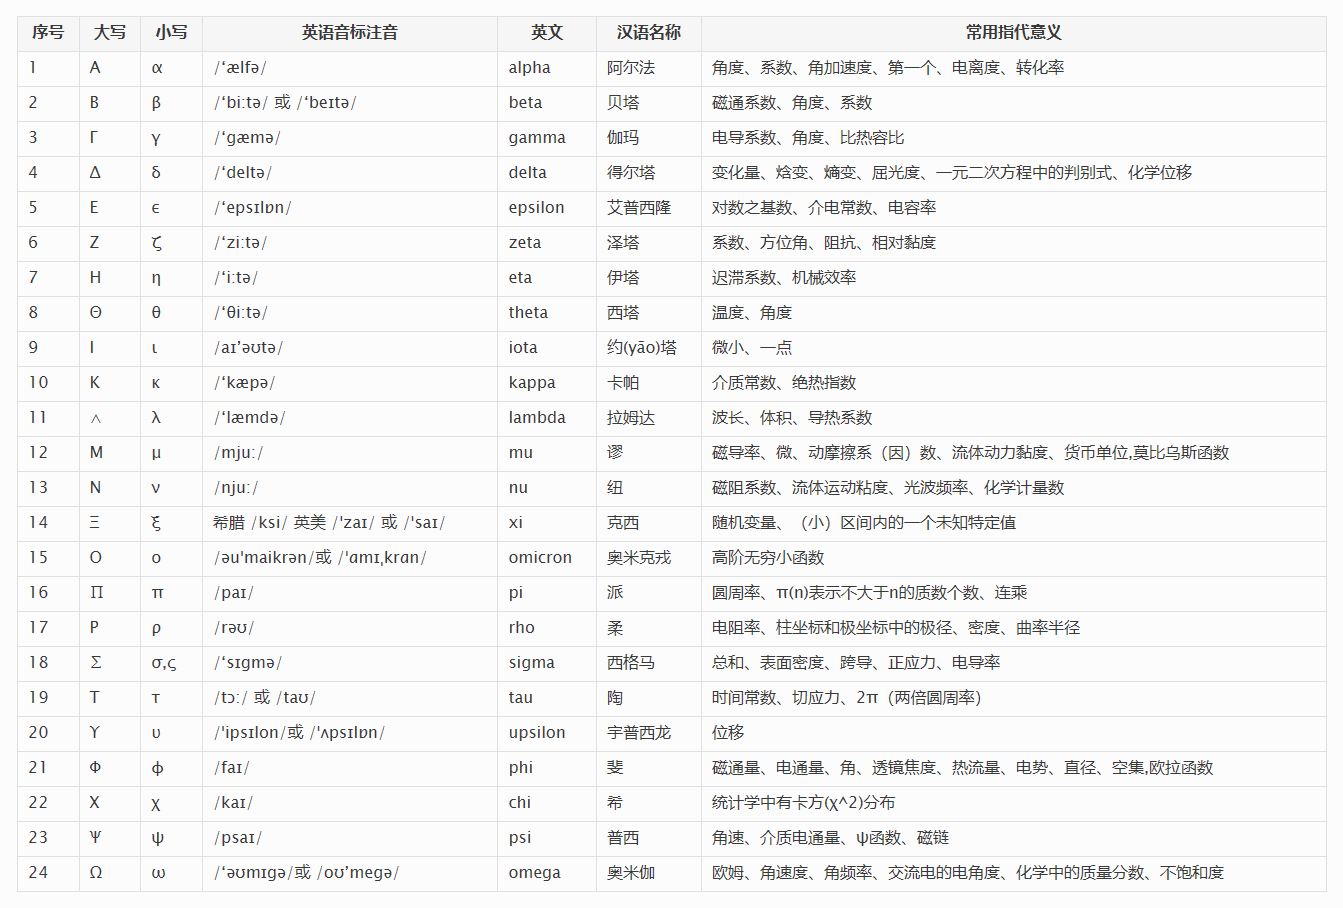 序号 大写 小写 英语音标注音 英文 汉语名称 常用指代意义
1 Α α /‘ælfə/ alpha 阿尔法 角度、系数、角加速度、第一个、电离度、转化率
2 Β β /‘biːtə/ 或 /‘beɪtə/ beta 贝塔 磁通系数、角度、系数
3 Γ γ /‘gæmə/ gamma 伽玛 电导系数、角度、比热容比
4 Δ δ /‘deltə/ delta 得尔塔 变化量、焓变、熵变、屈光度、一元二次方程中的判别式、化学位移
5 Ε ϵ /‘epsɪlɒn/ epsilon 艾普西隆 对数之基数、介电常数、电容率
6 Ζ ζ /‘ziːtə/ zeta 泽塔 系数、方位角、阻抗、相对黏度
7 Η η /‘iːtə/ eta 伊塔 迟滞系数、机械效率
8 Θ θ /‘θiːtə/ theta 西塔 温度、角度
9 Ι ι /aɪ’əʊtə/ iota 约(yāo)塔 微小、一点
10 Κ κ /‘kæpə/ kappa 卡帕 介质常数、绝热指数
11 ∧ λ /‘læmdə/ lambda 拉姆达 波长、体积、导热系数
12 Μ μ /mjuː/ mu 谬 磁导率、微、动摩擦系（因）数、流体动力黏度、货币单位,莫比乌斯函数
13 Ν ν /njuː/ nu 纽 磁阻系数、流体运动粘度、光波频率、化学计量数
14 Ξ ξ 希腊 /ksi/ 英美 /ˈzaɪ/ 或 /ˈsaɪ/ xi 克西 随机变量、（小）区间内的一个未知特定值
15 Ο ο /əuˈmaikrən/或 /ˈɑmɪˌkrɑn/ omicron 奥米克戎 高阶无穷小函数
16 Π π /paɪ/ pi 派 圆周率、π(n)表示不大于n的质数个数、连乘
17 Ρ ρ /rəʊ/ rho 柔 电阻率、柱坐标和极坐标中的极径、密度、曲率半径
18 Σ σ,ς /‘sɪgmə/ sigma 西格马 总和、表面密度、跨导、正应力、电导率
19 Τ τ /tɔː/ 或 /taʊ/ tau 陶 时间常数、切应力、2π（两倍圆周率）
20 Υ υ /ˈipsɪlon/或 /ˈʌpsɪlɒn/ upsilon 宇普西龙 位移
21 Φ φ /faɪ/ phi 斐 磁通量、电通量、角、透镜焦度、热流量、电势、直径、空集,欧拉函数
22 Χ χ /kaɪ/ chi 希 统计学中有卡方(χ^2)分布
23 Ψ ψ /psaɪ/ psi 普西 角速、介质电通量、ψ函数、磁链
24 Ω ω /‘əʊmɪgə/或 /oʊ’megə/ omega 奥米伽 欧姆、角速度、角频率、交流电的电角度、化学中的质量分数、不饱和度